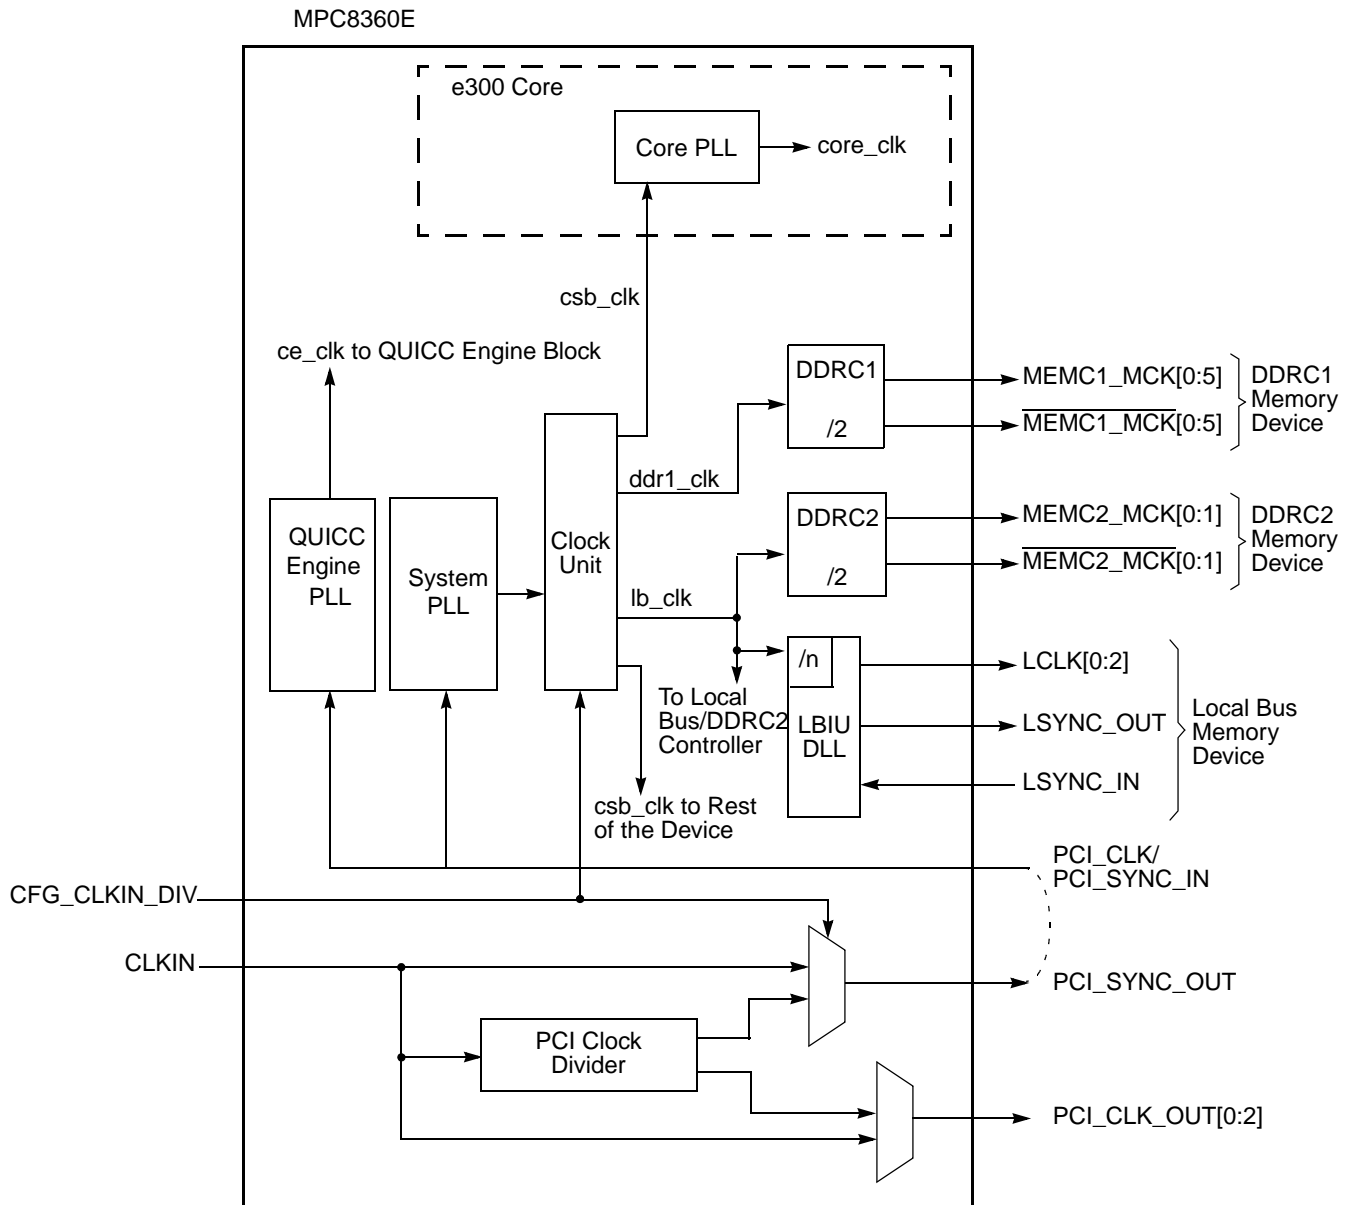 MPC8360E
e300 Core
Core PLL
core_clk
csb_clk
ce_clk to QUICC Engine Block
DDRC1
/2
MEMC1_MCK[0:5]
MEMC1_MCK[0:5]
DDRC1
Memory
Device
ddr1_clk
QUICC
Engine
PLL
System
PLL
Clock
Unit
DDRC2
/2
MEMC2_MCK[0:1]
MEMC2_MCK[0:1]
DDRC2
Memory
Device
lb_clk
/n
LBIU
DLL
To Local
Bus/DDRC2
Controller
LCLK[0:2]
LSYNC_OUT
LSYNC_IN
Local Bus
Memory
Device
csb_clk to Rest
of the Device
PCI_CLK/
PCI_SYNC_IN
CFG_CLKIN_DIV
CLKIN
PCI_SYNC_OUT
PCI Clock
Divider
PCI_CLK_OUT[0:2]